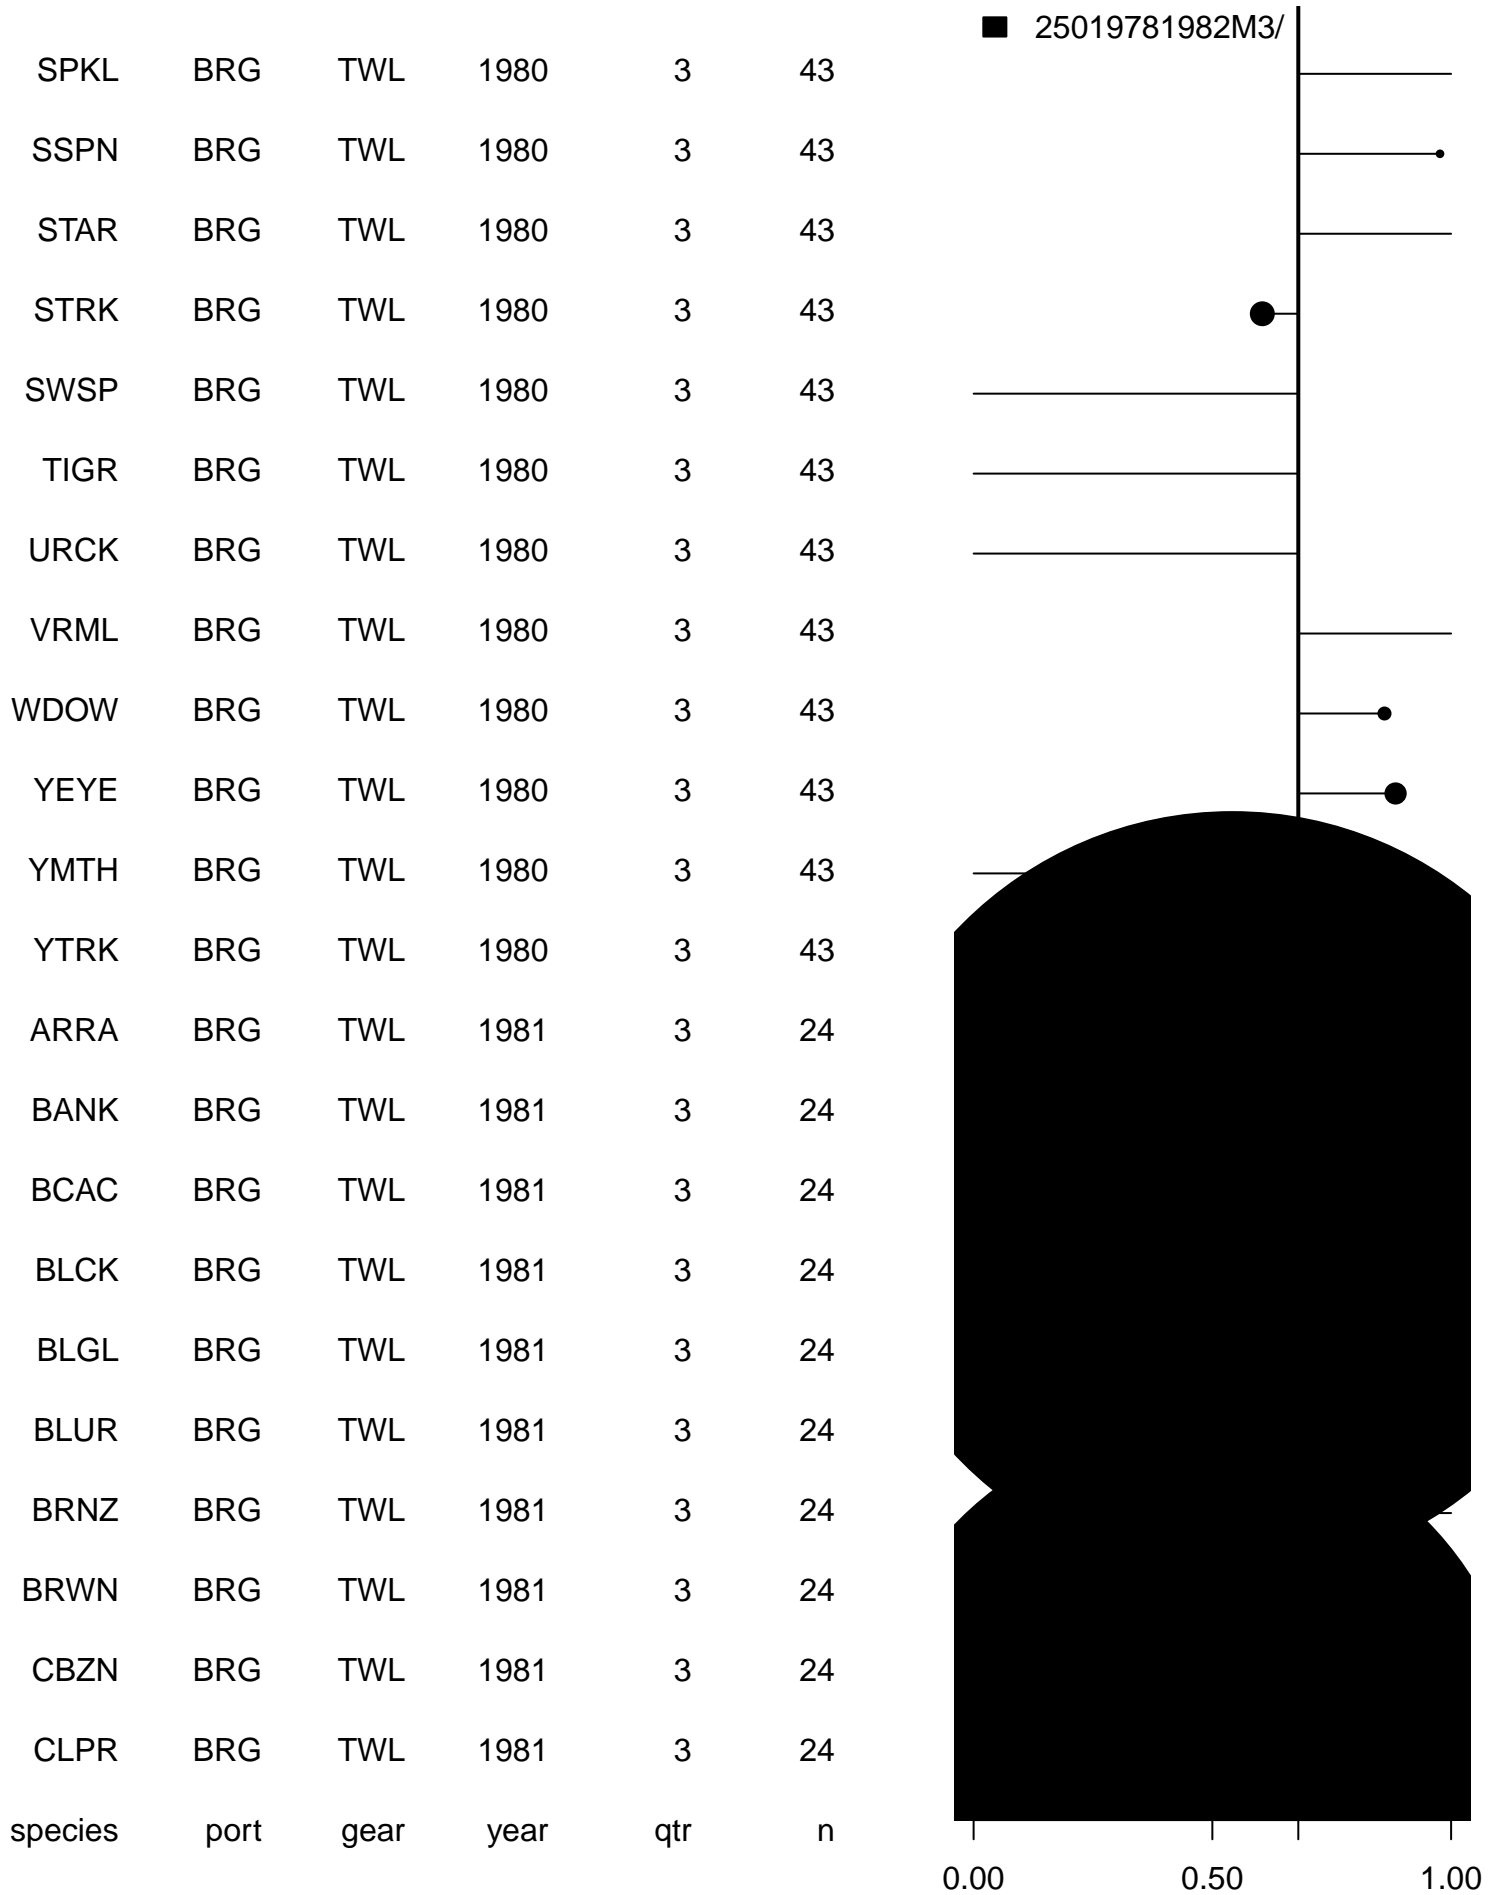 25019781982M3/
SPKL BRG TWL 1980 3 43
SSPN BRG TWL 1980 3 43
STAR BRG TWL 1980 3 43
STRK BRG TWL 1980 3 43
SWSP BRG TWL 1980 3 43
TIGR BRG TWL 1980 3 43
URCK BRG TWL 1980 3 43
VRML BRG TWL 1980 3 43
WDOW BRG TWL 1980 3 43
YEYE BRG TWL 1980 3 43
YMTH BRG TWL 1980 3 43
YTRK BRG TWL 1980 3 43
ARRA BRG TWL 1981 3 24
BANK BRG TWL 1981 3 24
BCAC BRG TWL 1981 3 24
BLCK BRG TWL 1981 3 24
BLGL BRG TWL 1981 3 24
BLUR BRG TWL 1981 3 24
BRNZ BRG TWL 1981 3 24
BRWN BRG TWL 1981 3 24
CBZN BRG TWL 1981 3 24
CLPR BRG TWL 1981 3 24
species port gear year qtr n
0.00 0.50 1.00